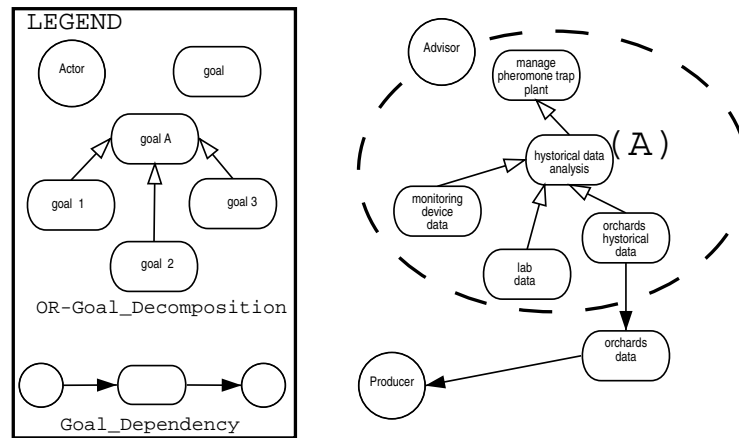 LEGEND
Actor
goal
goal A
goal 1
goal 3
goal 2
OR-Goal_Decomposition
Goal_Dependency
Advisor
manage
pheromone trap
plant
(A)
hystorical data
analysis
monitoring
device
data
lab
data
orchards
hystorical
data
orchards
data
Producer